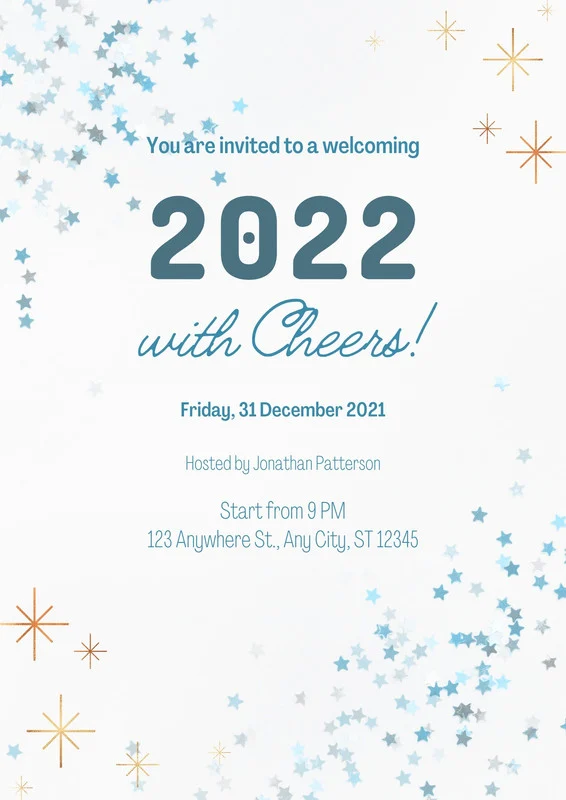 You are invited to a welcoming
2022
with Cheers!
Friday, 31 December 2021
Hosted by Jonathan Patterson
Start from 9 PM
123 Anywhere St., Any City, ST 12345